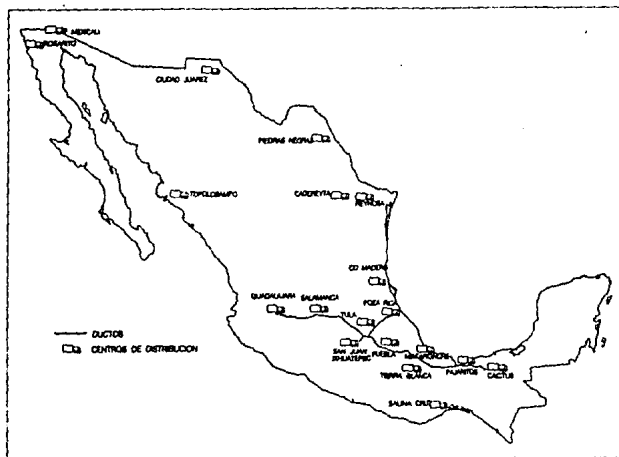 MEXICALI
ROSARITO
CIUDAD JUAREZ
PIEDRAS NEGRAS
TOPOLOBAMPO
CADEREYTA
REYNOSA
CD MADERO
GUADALAJARA
SALAMANCA
POZA RICA
TULA
DUCTOS
CENTROS DE DISTRIBUCION
SAN JUAN
IXHUATEPEC
PUEBLA
PAJARITOS
CACTUS
TIERRA BLANCA
SALINA CRUZ